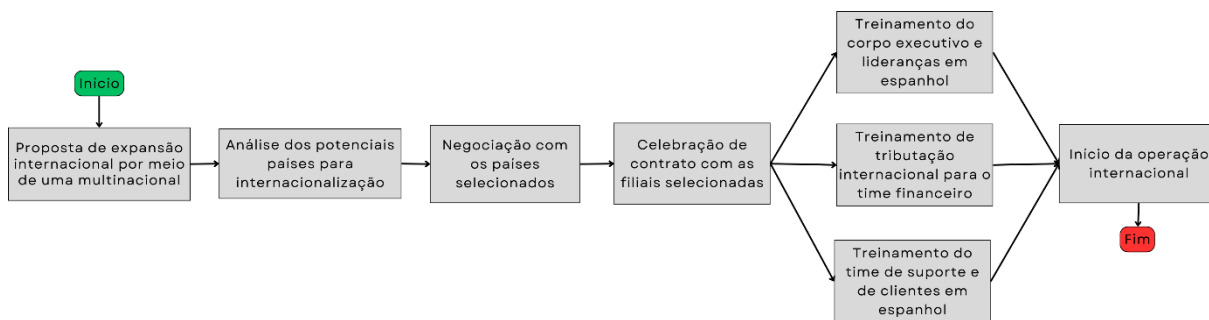 Início
Proposta de expansão
internacional por meio
de uma multinacional
Análise dos potenciais
países para
internacionalização
Negociação com
os países
selecionados
Celebração de
contrato com as
filiais selecionadas
Treinamento do
corpo executivo e
lideranças em
espanhol
Treinamento de
tributação
internacional para o
time financeiro
Treinamento do
time de suporte e
de clientes em
espanhol
Início da operação
internacional
Fim